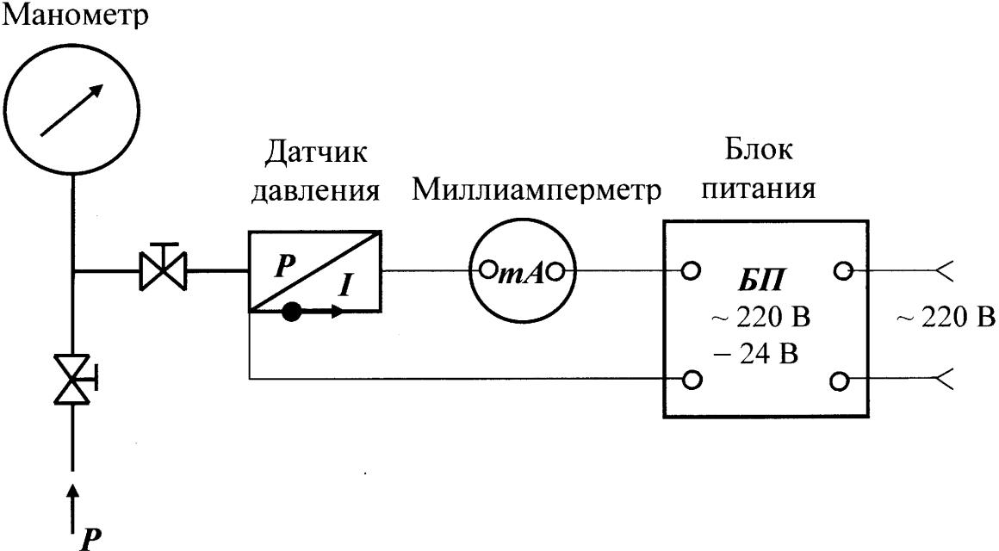 Манометр
Датчик
давления
Миллиамперметр
Блок
питания
P
I
mA
БП
~ 220 В
– 24 В
~ 220 В
P